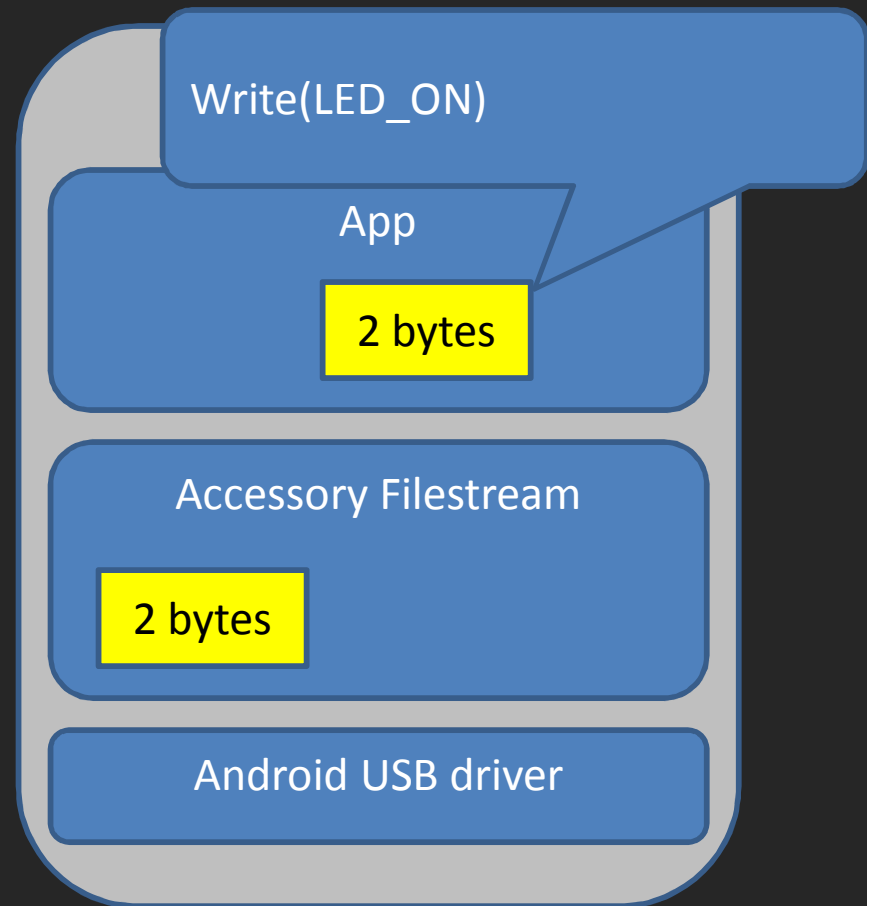 Write(LED_ON)
App
2 bytes
Accessory Filestream
2 bytes
Android USB driver